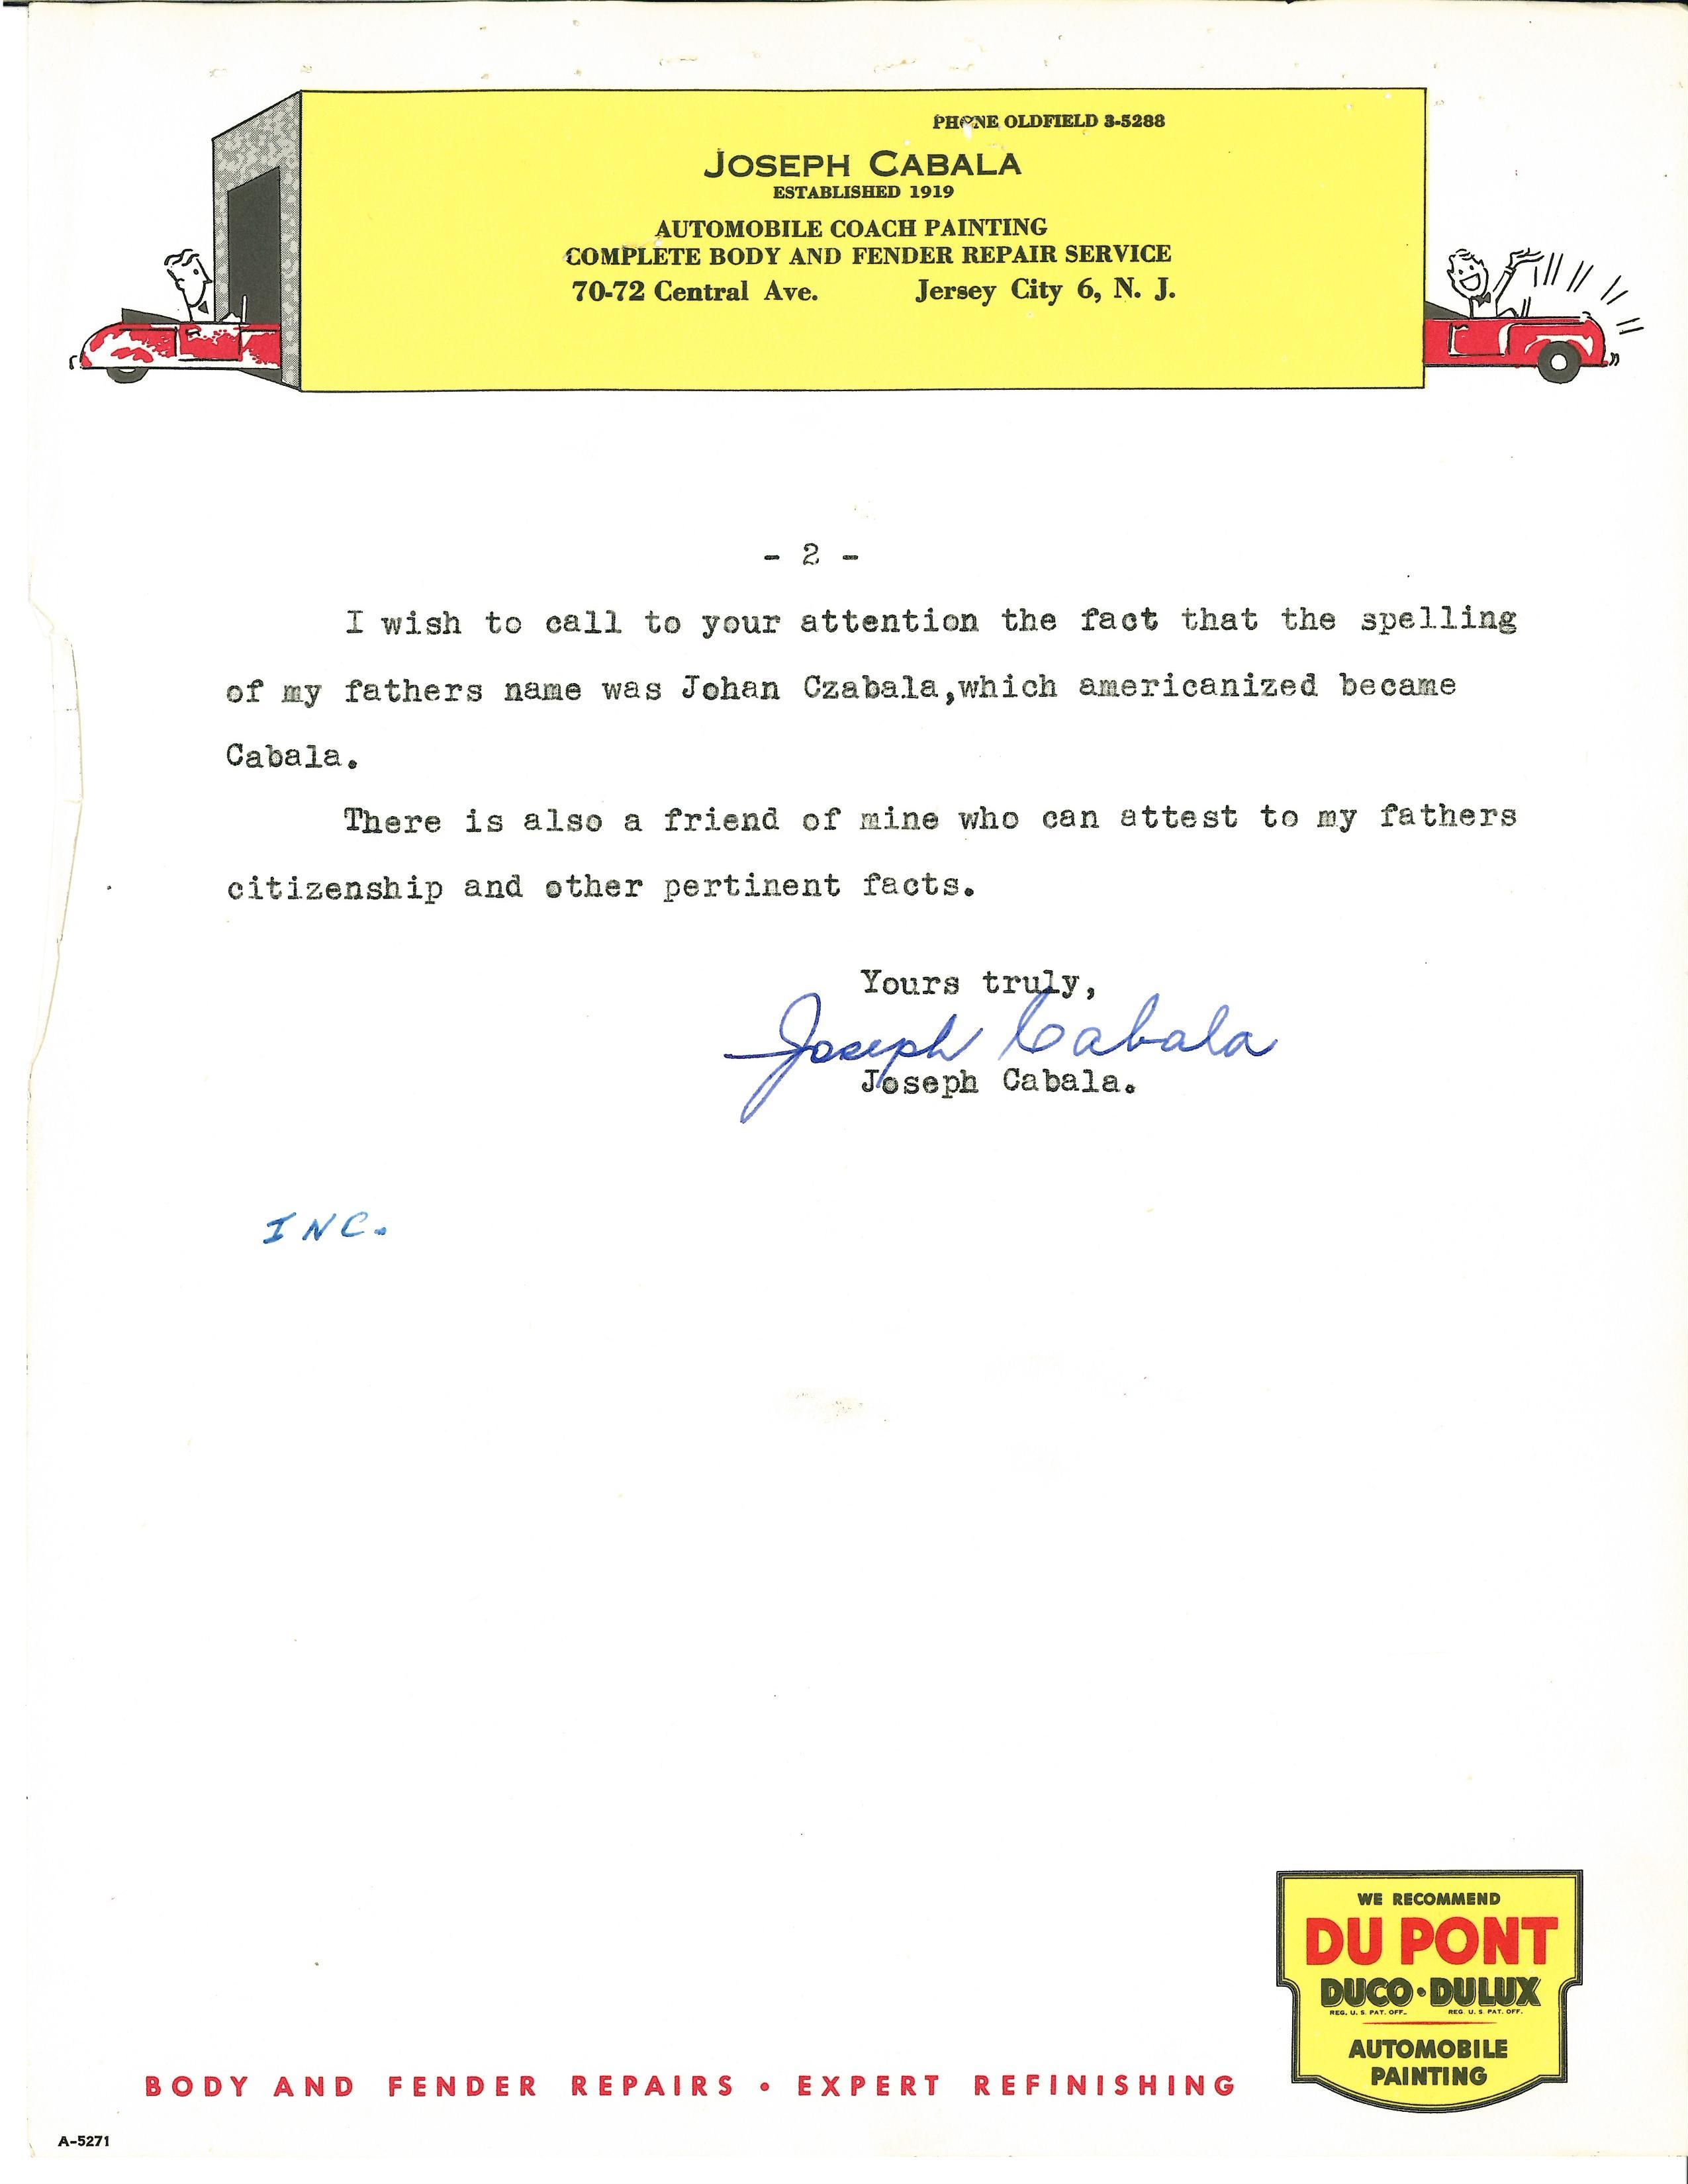 PHONE OLDFIELD 3-5288
JOSEPH CABALA
ESTABLISHED 1919
AUTOMOBILE COACH PAINTING
COMPLETE BODY AND FENDER REPAIR SERVICE
70-72 Central Ave. Jersey City 6, N. J.
- 2 -
I wish to call to your attention the fact that the spelling
of my fathers name was Johan Czabala,which americanized became
Cabala.
There is also a friend of mine who can attest to my fathers
citizenship and other pertinent facts.
Yours truly,
Joseph Cabala
Joseph Cabala.
INC.
WE RECOMMEND
DU PONT
DUCO•DULUX
REG. U. S. PAT. OFF. REG. U. S. PAT. OFF.
AUTOMOBILE
PAINTING
BODY AND FENDER REPAIRS • EXPERT REFINISHING
A-5271